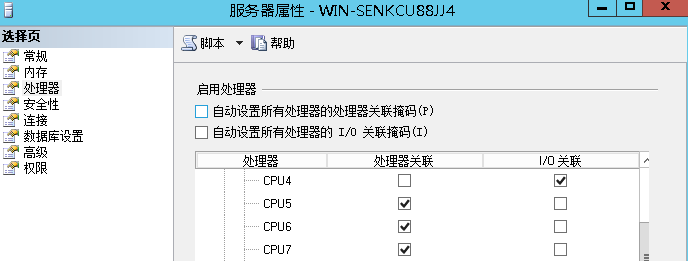 服务器属性 - WIN-SENKCU88JJ4
选择页
常规
内存
处理器
安全性
连接
数据库设置
高级
权限
脚本 帮助
启用处理器
自动设置所有处理器的处理器关联掩码(P)
自动设置所有处理器的 I/O 关联掩码(I)
处理器 处理器关联 I/O 关联
CPU4
CPU5
CPU6
CPU7